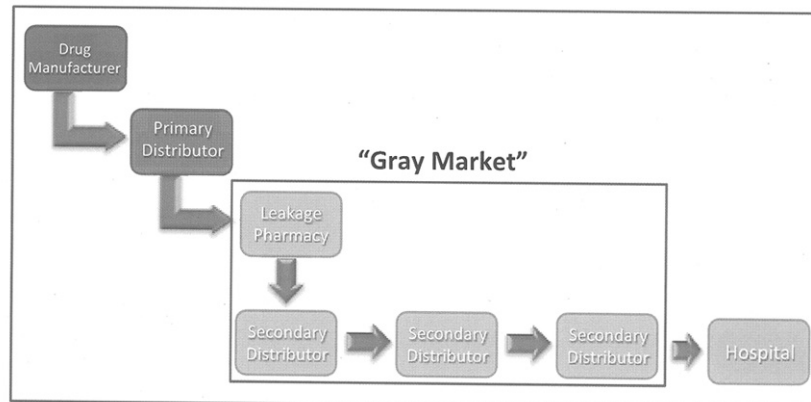 Drug
Manufacturer
Primary
Distributor
“Gray Market”
Leakage
Pharmacy
Secondary
Distributor
Secondary
Distributor
Secondary
Distributor
Hospital